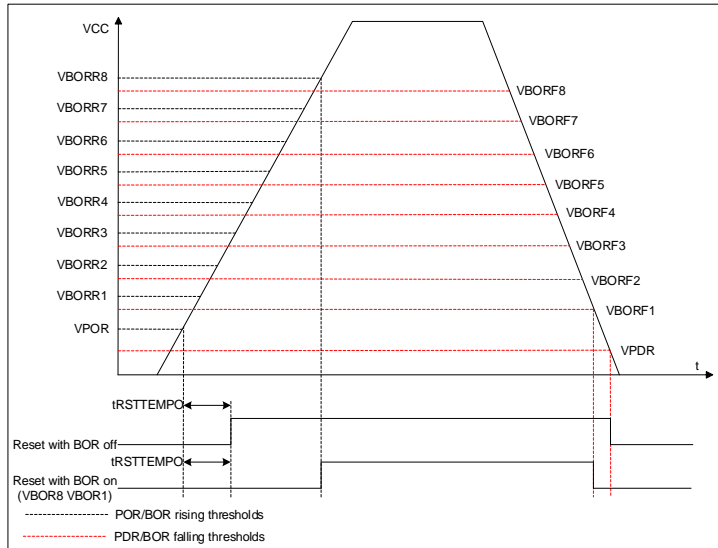 VCC
VBORR8
VBORF8
VBORR7
VBORF7
VBORR6
VBORF6
VBORR5
VBORF5
VBORR4
VBORF4
VBORR3
VBORF3
VBORR2
VBORF2
VBORR1
VBORF1
VPOR
VPDR
t
tRSTTEMPO
Reset with BOR off
tRSTTEMPO
Reset with BOR on
(VBOR8 VBOR1)
POR/BOR rising thresholds
PDR/BOR falling thresholds